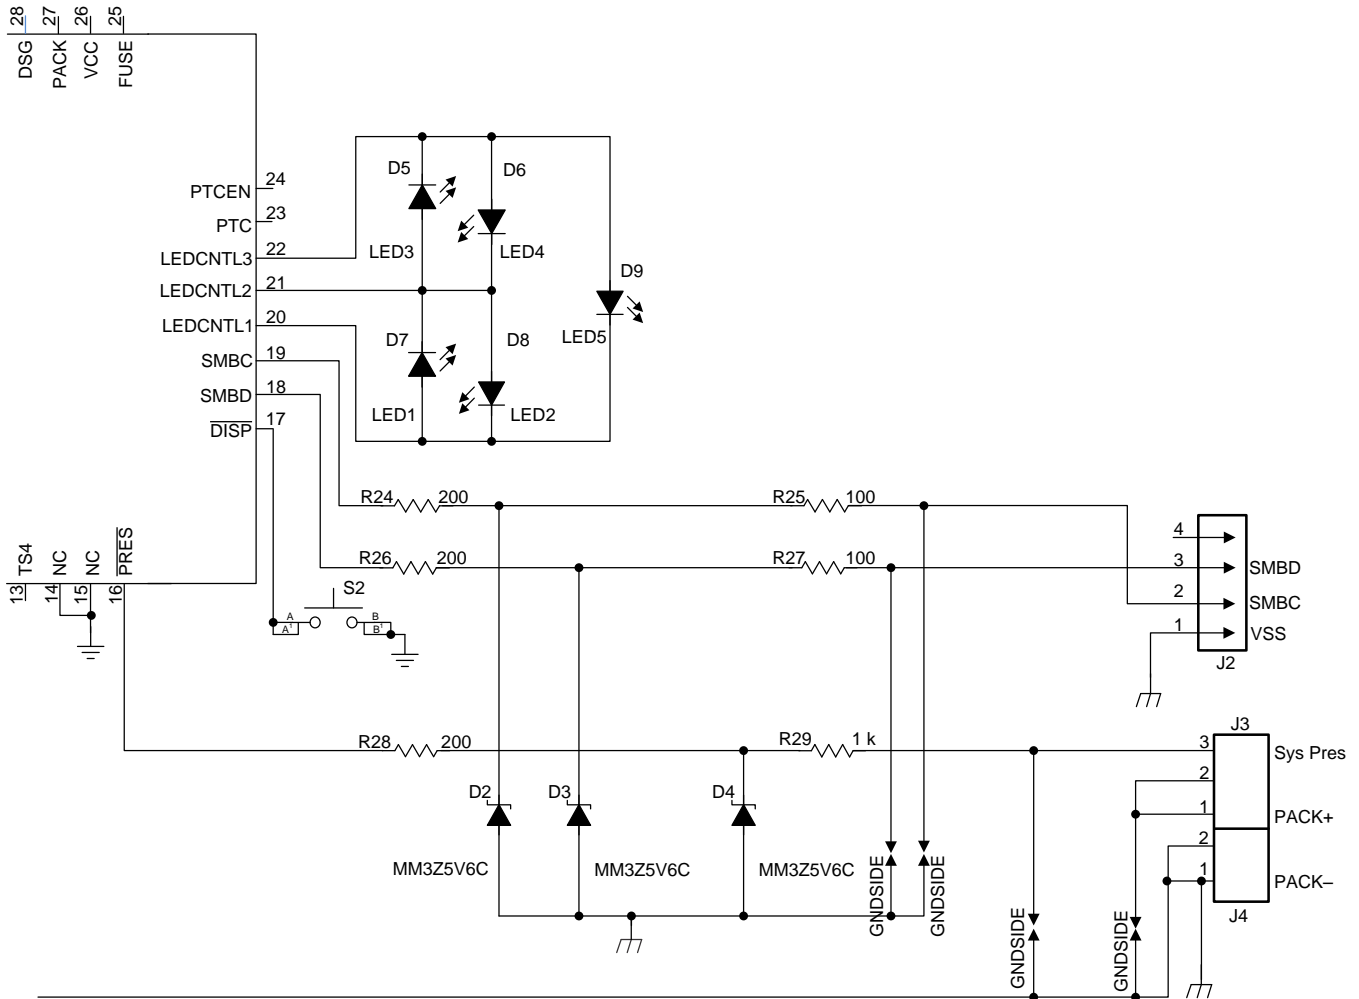 28
27
26
25
DSG
PACK
VCC
FUSE
PTCEN
24
PTC
23
LEDCNTL3
22
LEDCNTL2
21
LEDCNTL1
20
SMBC
19
SMBD
18
DISP
17
D5
D6
LED3
LED4
D9
LED5
D7
D8
LED1
LED2
R24
200
R25
100
R26
200
R27
100
TS4
NC
NC
PRES
13
14
15
16
S2
A
A1
B
B1
4
3
SMBD
2
SMBC
1
VSS
J2
R28
200
R29
1 k
J3
3
Sys Pres
2
1
PACK+
2
1
PACK–
J4
D2
D3
D4
MM3Z5V6C
MM3Z5V6C
MM3Z5V6C
GNDSIDE
GNDSIDE
GNDSIDE
GNDSIDE